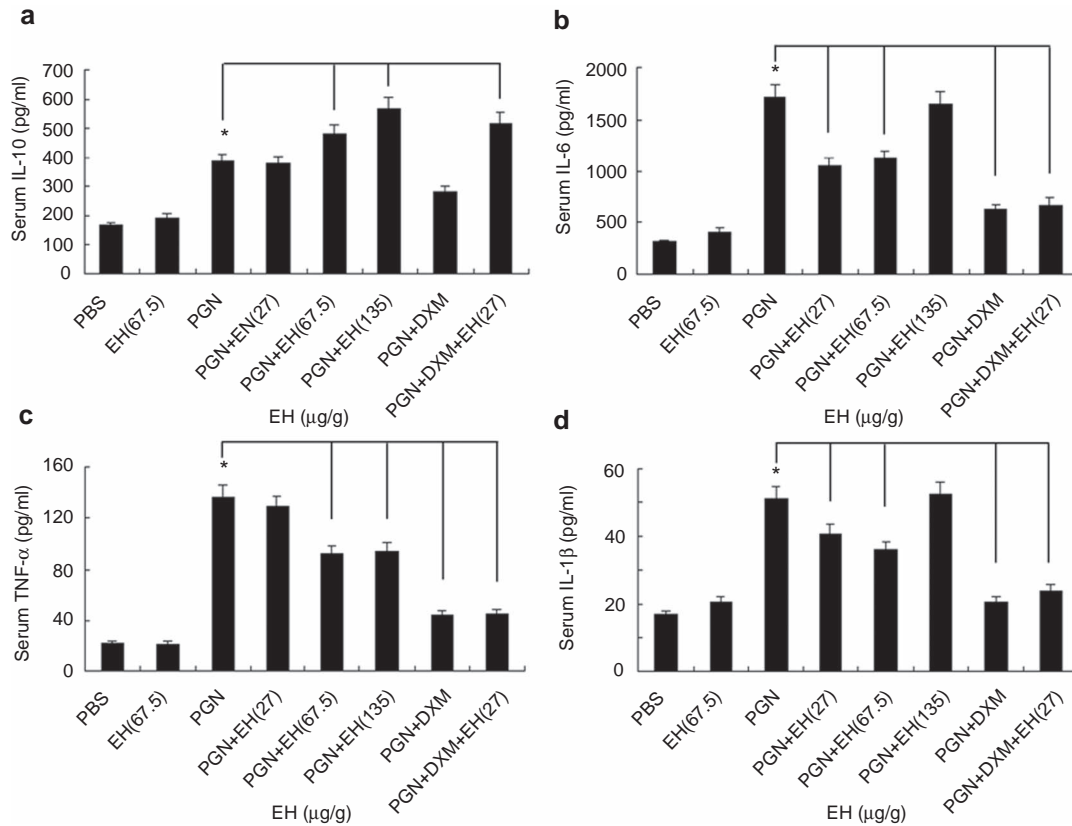 a
Serum IL-10 (pg/ml)
700
600
500
400
300
200
100
0
*
PBS
EH(67.5)
PGN
PGN+EN(27)
PGN+EH(67.5)
PGN+EH(135)
PGN+DXM
PGN+DXM+EH(27)
EH (μg/g)
b
Serum IL-6 (pg/ml)
2000
1500
1000
500
0
*
PBS
EH(67.5)
PGN
PGN+EH(27)
PGN+EH(67.5)
PGN+EH(135)
PGN+DXM
PGN+DXM+EH(27)
c
Serum TNF-α (pg/ml)
160
120
80
40
0
*
PBS
EH(67.5)
PGN
PGN+EH(27)
PGN+EH(67.5)
PGN+EH(135)
PGN+DXM
PGN+DXM+EH(27)
EH (μg/g)
d
Serum IL-1β (pg/ml)
60
40
20
0
*
PBS
EH(67.5)
PGN
PGN+EH(27)
PGN+EH(67.5)
PGN+EH(135)
PGN+DXM
PGN+DXM+EH(27)
EH (μg/g)